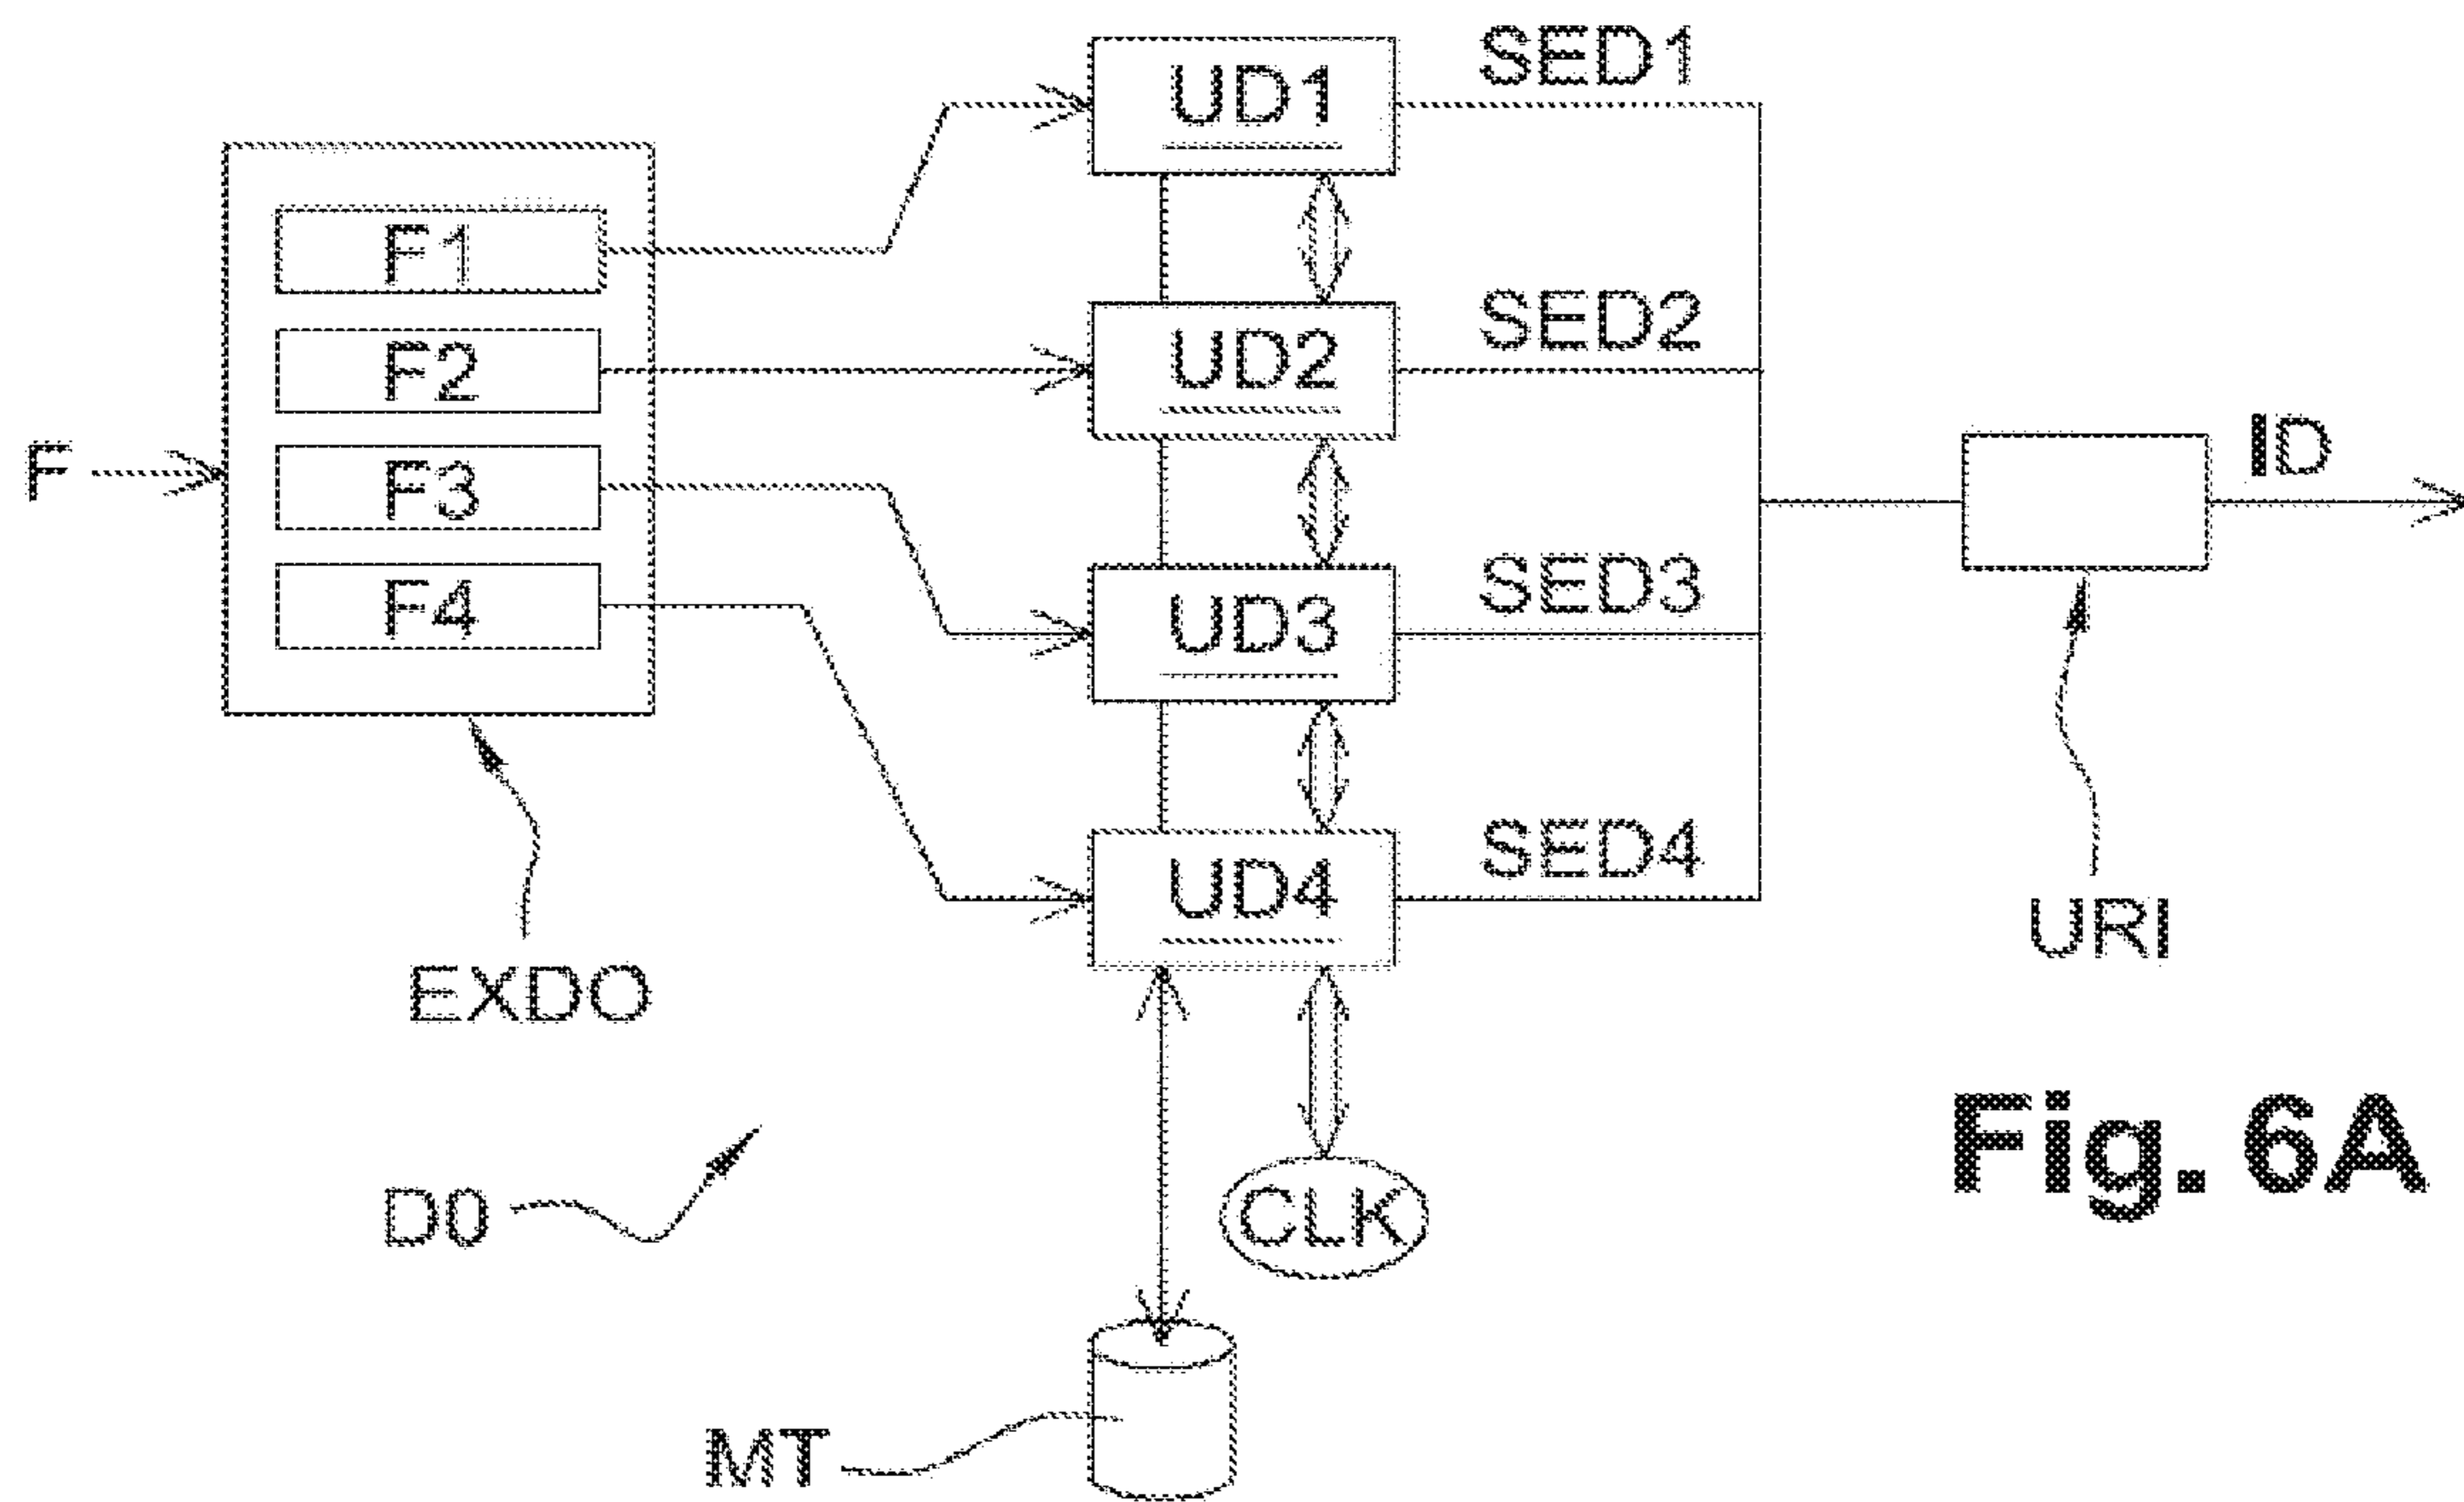 UD1 SED1
F1
F2 UD2 SED2
F F3 ID
F4 UD3 SED3
UD4 SED4
EXDO URI
D0 CLK Fig. 6A
MT